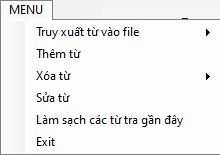 MENU
Truy xuất từ vào file
Thêm từ
Xóa từ
Sửa từ
Làm sạch các từ tra gần đây
Exit